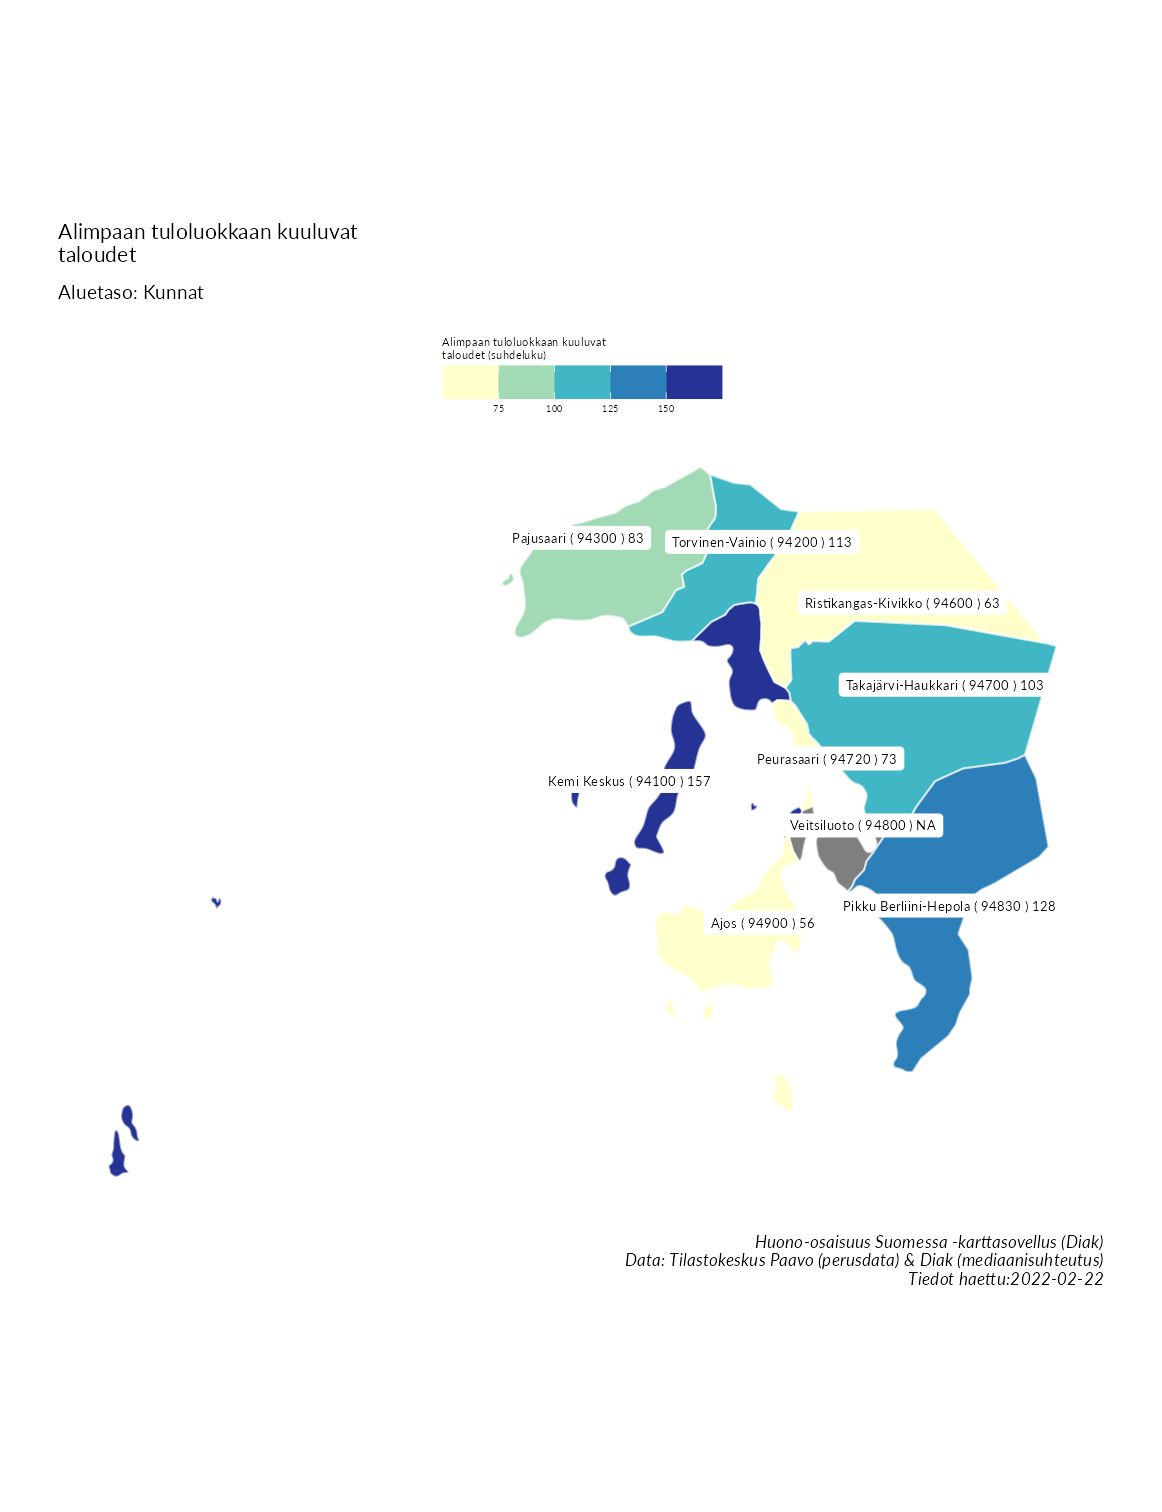 Alimpaan tuloluokkaan kuuluvat
taloudet
Aluetaso: Kunnat
Alimpaan tuloluokkaan kuuluvat
taloudet (suhdeluku)
75 100 125 150
Pajusaari ( 94300 ) 83
Torvinen-Vainio ( 94200 ) 113
Ristikangas-Kivikko ( 94600 ) 63
Takajärvi-Haukkari ( 94700 ) 103
Peurasaari ( 94720 ) 73
Kemi Keskus ( 94100 ) 157
Veitsiluoto ( 94800 ) NA
Pikku Berliini-Hepola ( 94830 ) 128
Ajos ( 94900 ) 56
Huono-osaisuus Suomessa -karttasovellus (Diak)
Data: Tilastokeskus Paavo (perusdata) & Diak (mediaanisuhteutus)
Tiedot haettu:2022-02-22